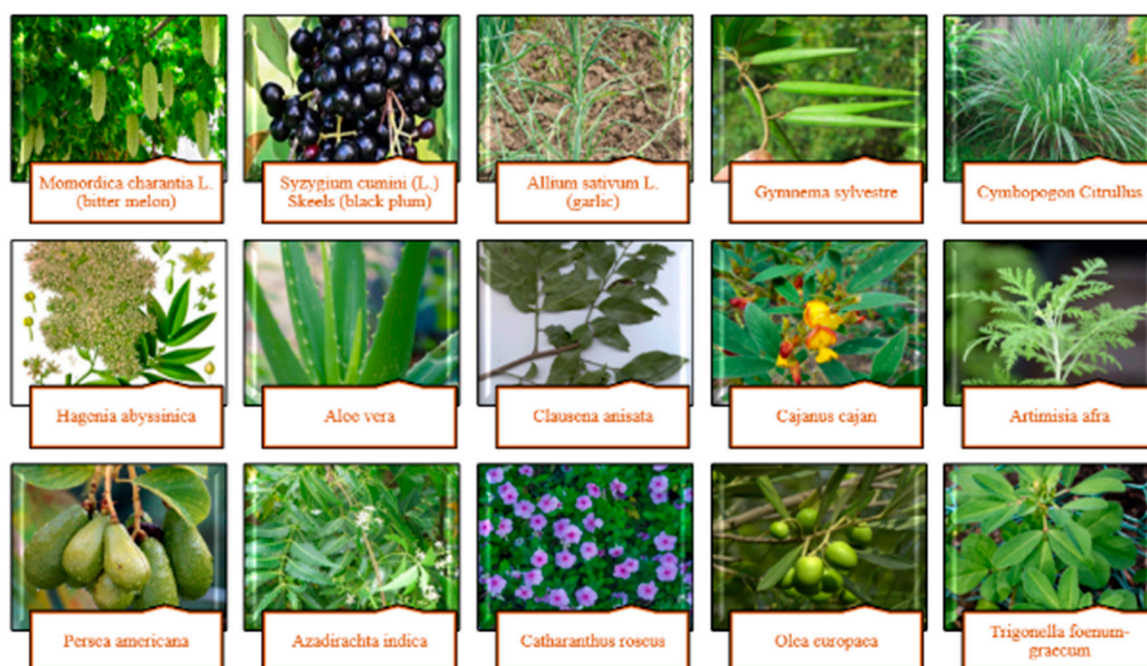 Momordica charantia L.
(bitter melon)
Syzygium cumini (L.)
Skeels (black plum)
Allium sativum L.
(garlic)
Gymnema sylvestre
Cymbopogon Citrullus
Hagenia abyssinica
Aloe vera
Clausena anisata
Cajanus cajan
Artimisia afra
Persea americana
Azadirachta indica
Catharanthus roseus
Olea europaea
Trigonella foenum-
graecum